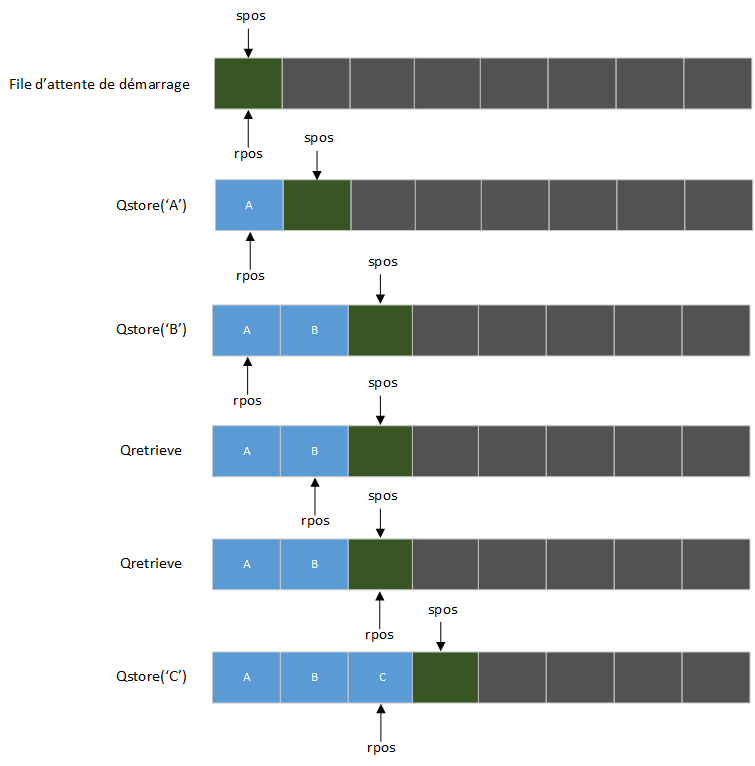 spos
File d’attente de démarrage
rpos
spos
Qstore(‘A’)
A
rpos
spos
Qstore(‘B’)
A B
rpos
spos
Qretrieve
A B
rpos
spos
Qretrieve
A B
rpos
spos
Qstore(‘C’)
A B C
rpos